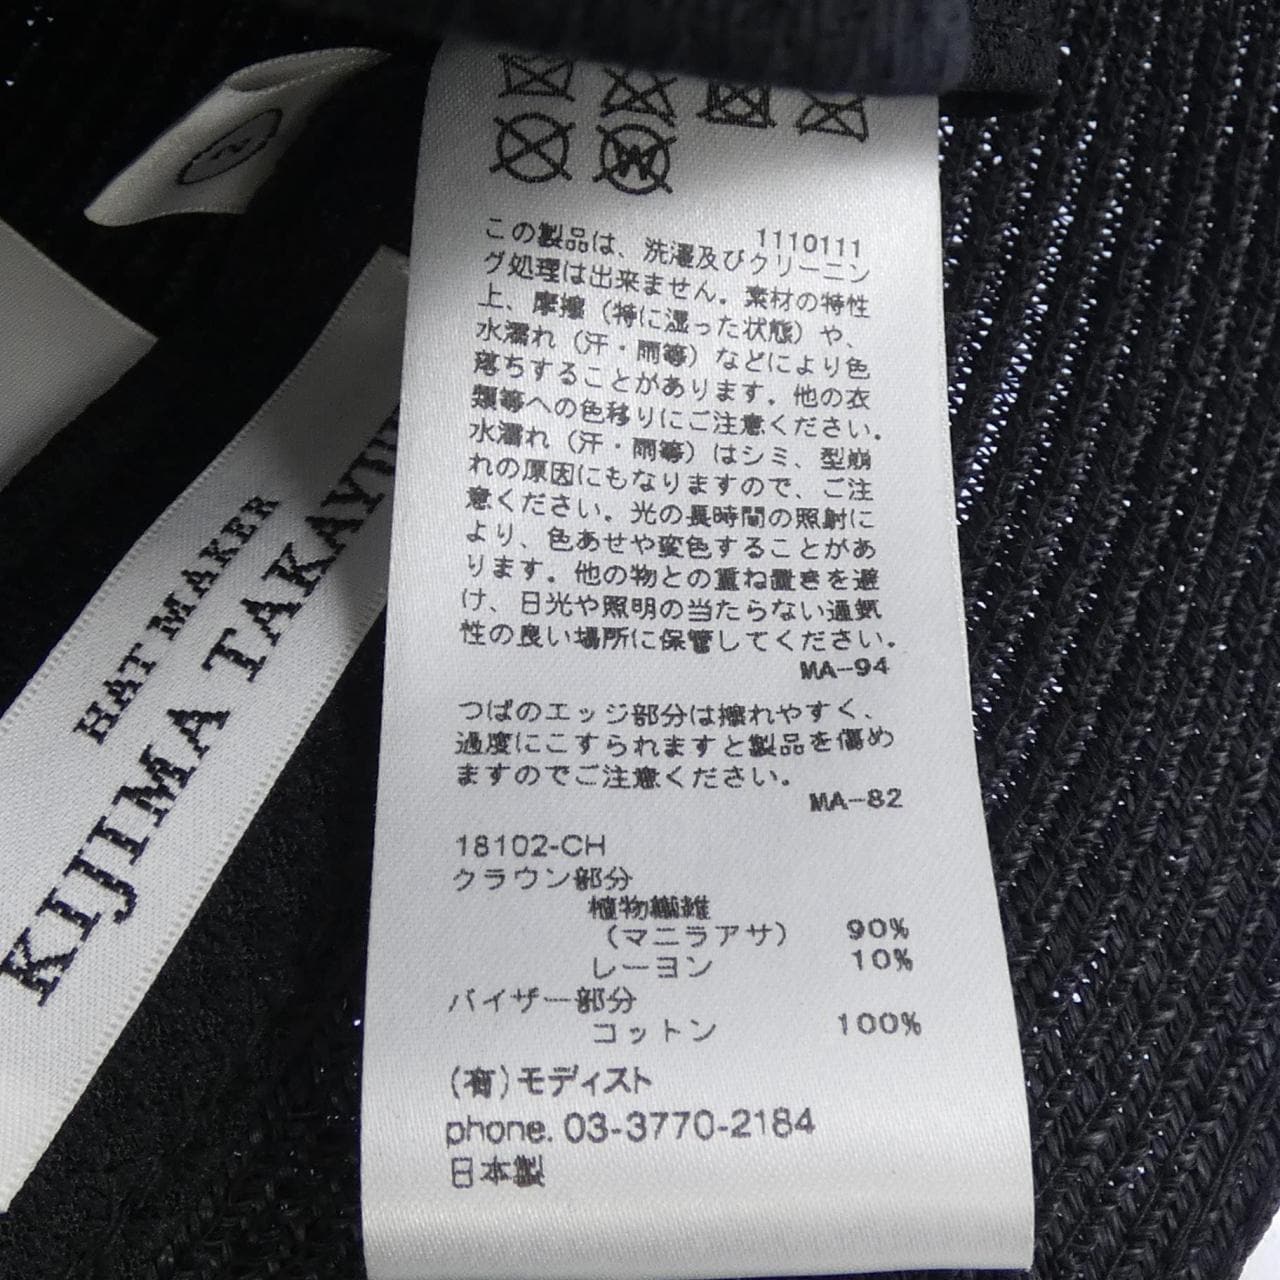 2
HAT MAKER
KIJIMA TAKAYU
W
1110111
この製品は、洗濯及びクリーニン
グ処理は出来ません。素材の特性
上、摩擦（特に湿った状態）や、
水濡れ（汗・雨等）などにより色
落ちすることがあります。他の衣
類等への色移りにご注意ください。
水濡れ（汗・雨等）はシミ、型崩
れの原因にもなりますので、ご注
意ください。光の長時間の照射に
より、色あせや変色することがあ
ります。他の物との重ね置きを避
け、日光や照明の当たらない通気
性の良い場所に保管してください。
MA-94
つばのエッジ部分は擦れやすく、
過度にこすられますと製品を傷め
ますのでご注意ください。
MA-82
18102-CH
クラウン部分
植物繊維
（マニラアサ） 90%
レーヨン 10%
バイザー部分
コットン 100%
(有)モディスト
phone. 03-3770-2184
日本製